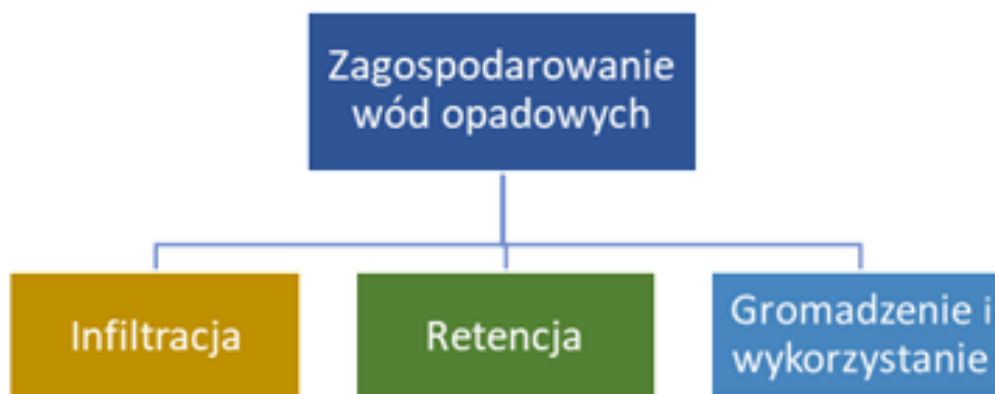 Zagospodarowanie
wód opadowych
Infiltracja
Retencja
Gromadzenie i
wykorzystanie